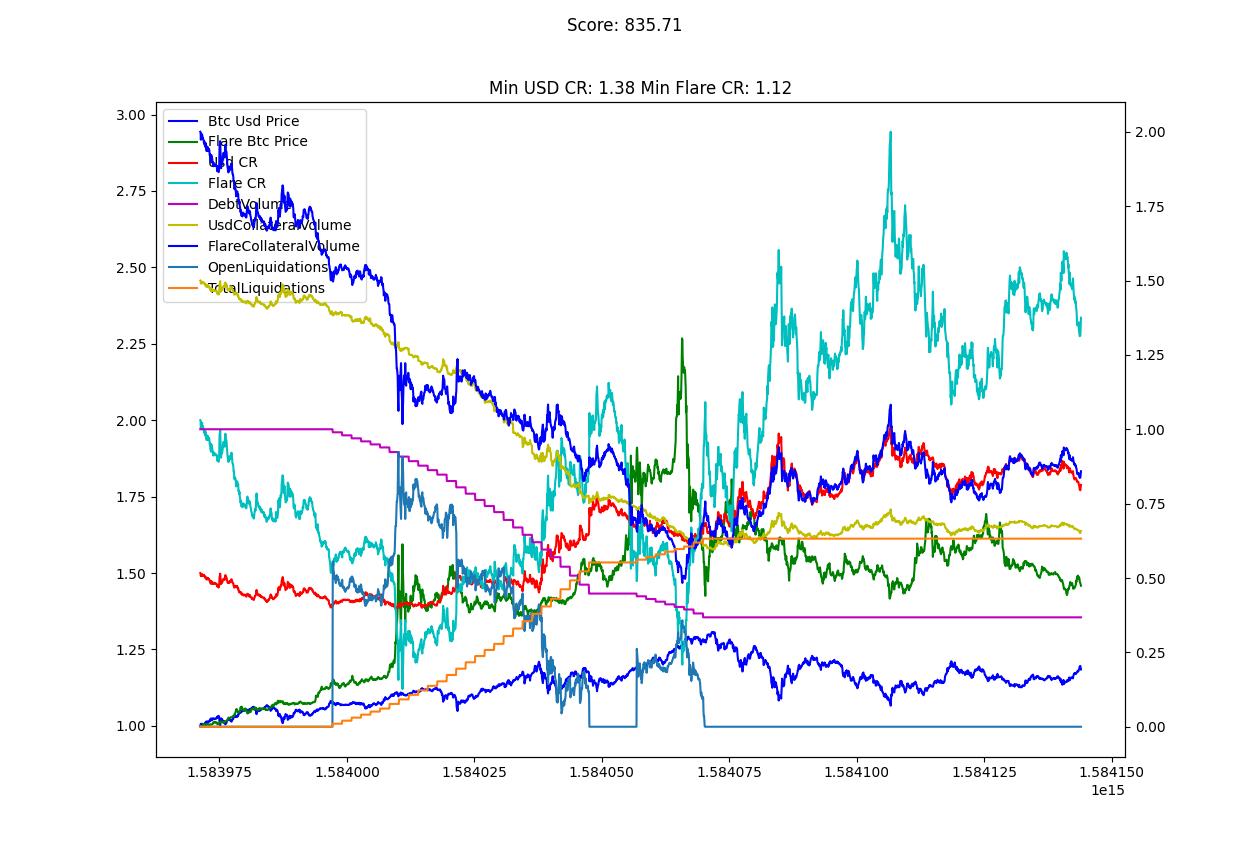 Score: 835.71
Min USD CR: 1.38 Min Flare CR: 1.12
3.00
2.75
2.50
2.25
2.00
1.75
1.50
1.25
1.00
Btc Usd Price
Flare Btc Price
Usd CR
Flare CR
DebtVolume
UsdCollateralVolume
FlareCollateralVolume
OpenLiquidations
TotalLiquidations
2.00
1.75
1.50
1.25
1.00
0.75
0.50
0.25
0.00
1.583975 1.584000 1.584025 1.584050 1.584075 1.584100 1.584125 1.584150
1e15